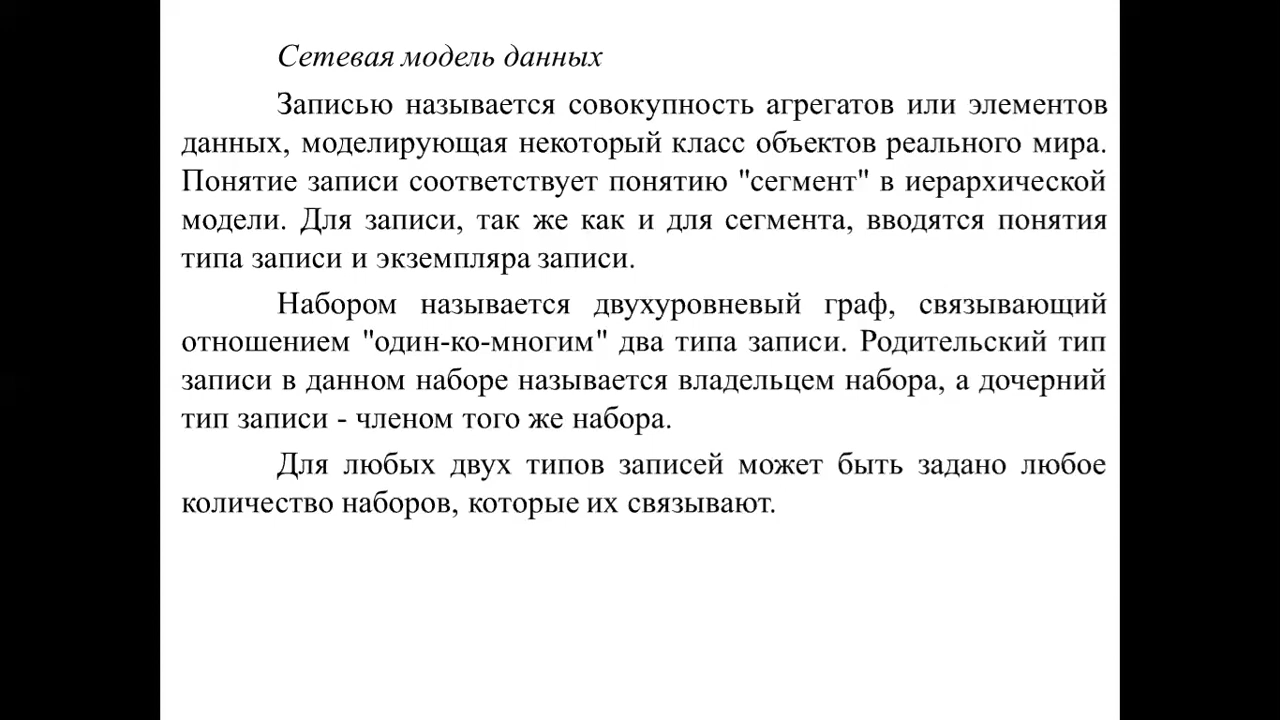 Сетевая модель данных
Записью называется совокупность агрегатов или элементов
данных, моделирующая некоторый класс объектов реального мира.
Понятие записи соответствует понятию "сегмент" в иерархической
модели. Для записи, так же как и для сегмента, вводятся понятия
типа записи и экземпляра записи.
Набором называется двухуровневый граф, связывающий
отношением "один-ко-многим" два типа записи. Родительский тип
записи в данном наборе называется владельцем набора, а дочерний
тип записи - членом того же набора.
Для любых двух типов записей может быть задано любое
количество наборов, которые их связывают.